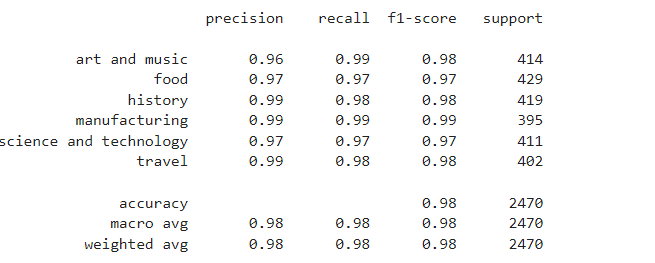 precision recall f1-score support
art and music 0.96 0.99 0.98 414
food 0.97 0.97 0.97 429
history 0.99 0.98 0.98 419
manufacturing 0.99 0.99 0.99 395
science and technology 0.97 0.97 0.97 411
travel 0.99 0.98 0.98 402
accuracy 0.98 2470
macro avg 0.98 0.98 0.98 2470
weighted avg 0.98 0.98 0.98 2470